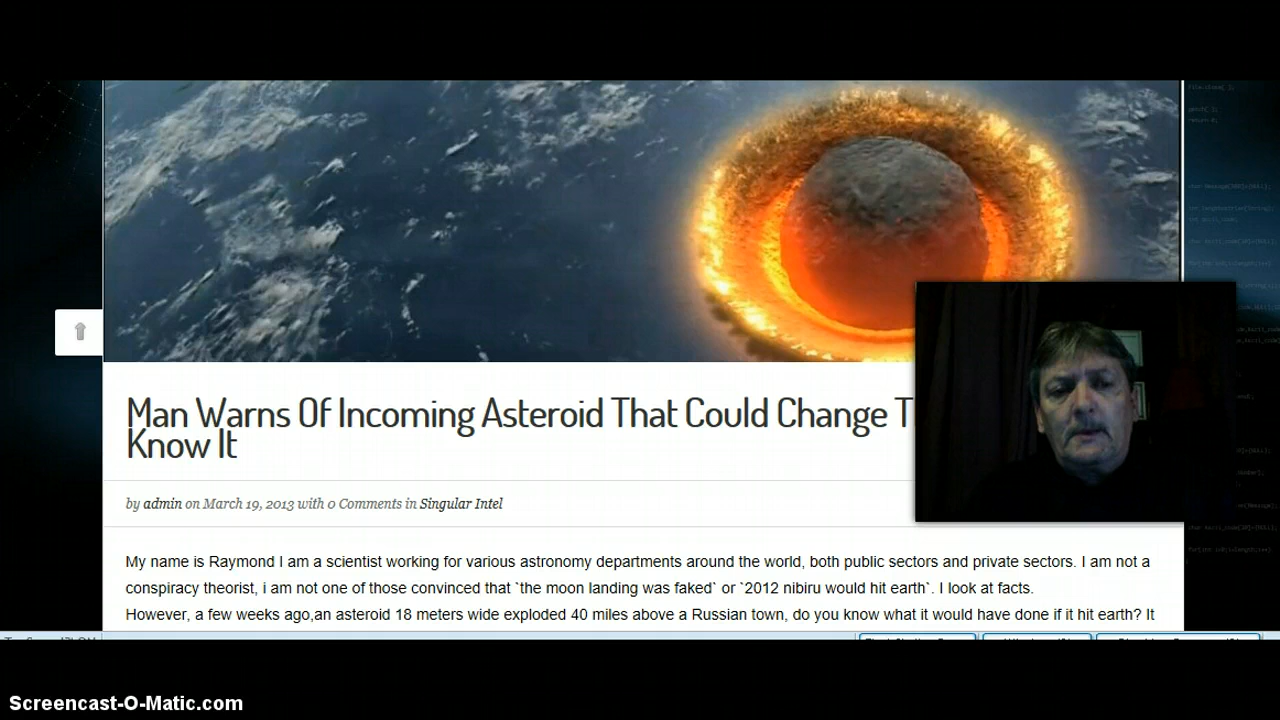 Man Warns Of Incoming Asteroid That Could Change T
Know It
by admin on March 19, 2013 with 0 Comments in Singular Intel
My name is Raymond I am a scientist working for various astronomy departments around the world, both public sectors and private sectors. I am not a
conspiracy theorist, i am not one of those convinced that `the moon landing was faked` or `2012 nibiru would hit earth`. I look at facts.
However, a few weeks ago,an asteroid 18 meters wide exploded 40 miles above a Russian town, do you know what it would have done if it hit earth? It
Screencast-O-Matic.com